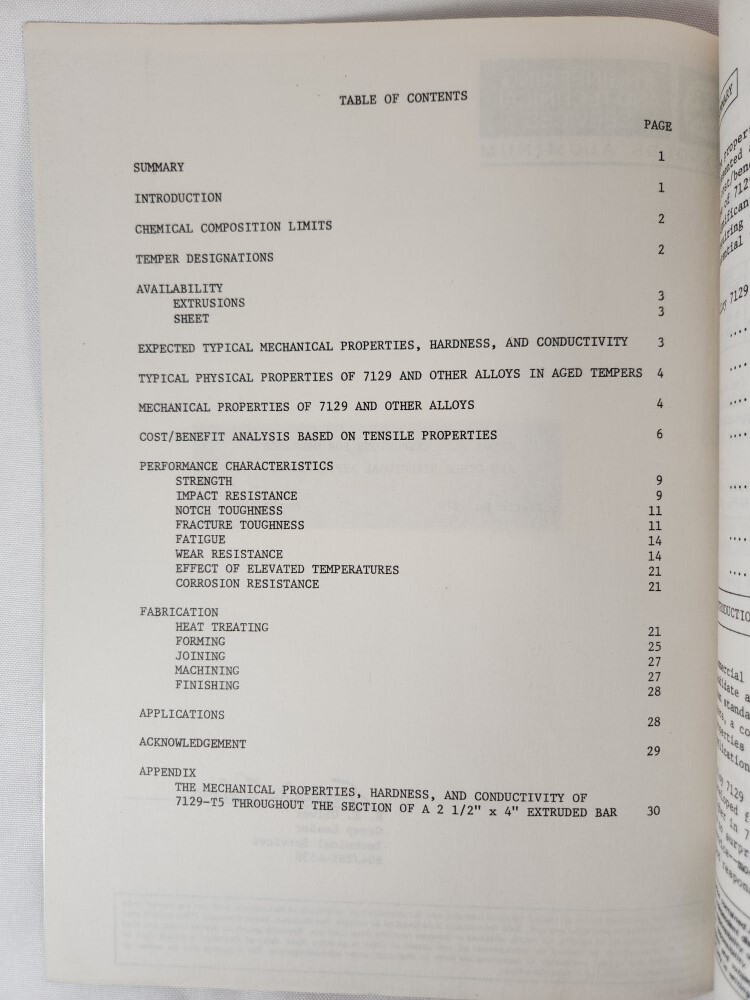 TABLE OF CONTENTS
PAGE
SUMMARY 1
INTRODUCTION 1
CHEMICAL COMPOSITION LIMITS 2
TEMPER DESIGNATIONS 2
AVAILABILITY
EXTRUSIONS 3
SHEET 3
EXPECTED TYPICAL MECHANICAL PROPERTIES, HARDNESS, AND CONDUCTIVITY 3
TYPICAL PHYSICAL PROPERTIES OF 7129 AND OTHER ALLOYS IN AGED TEMPERS 4
MECHANICAL PROPERTIES OF 7129 AND OTHER ALLOYS 4
COST/BENEFIT ANALYSIS BASED ON TENSILE PROPERTIES 6
PERFORMANCE CHARACTERISTICS
STRENGTH 9
IMPACT RESISTANCE 9
NOTCH TOUGHNESS 11
FRACTURE TOUGHNESS 11
FATIGUE 14
WEAR RESISTANCE 14
EFFECT OF ELEVATED TEMPERATURES 21
CORROSION RESISTANCE 21
FABRICATION
HEAT TREATING 21
FORMING 25
JOINING 27
MACHINING 27
FINISHING 28
APPLICATIONS 28
ACKNOWLEDGEMENT 29
APPENDIX
THE MECHANICAL PROPERTIES, HARDNESS, AND CONDUCTIVITY OF
7129-T5 THROUGHOUT THE SECTION OF A 2 1/2" x 4" EXTRUDED BAR 30